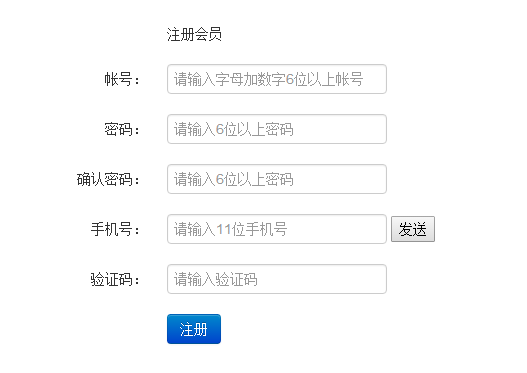 注册会员
帐号： 请输入字母加数字6位以上帐号
密码： 请输入6位以上密码
确认密码： 请输入6位以上密码
手机号： 请输入11位手机号 发送
验证码： 请输入验证码
注册